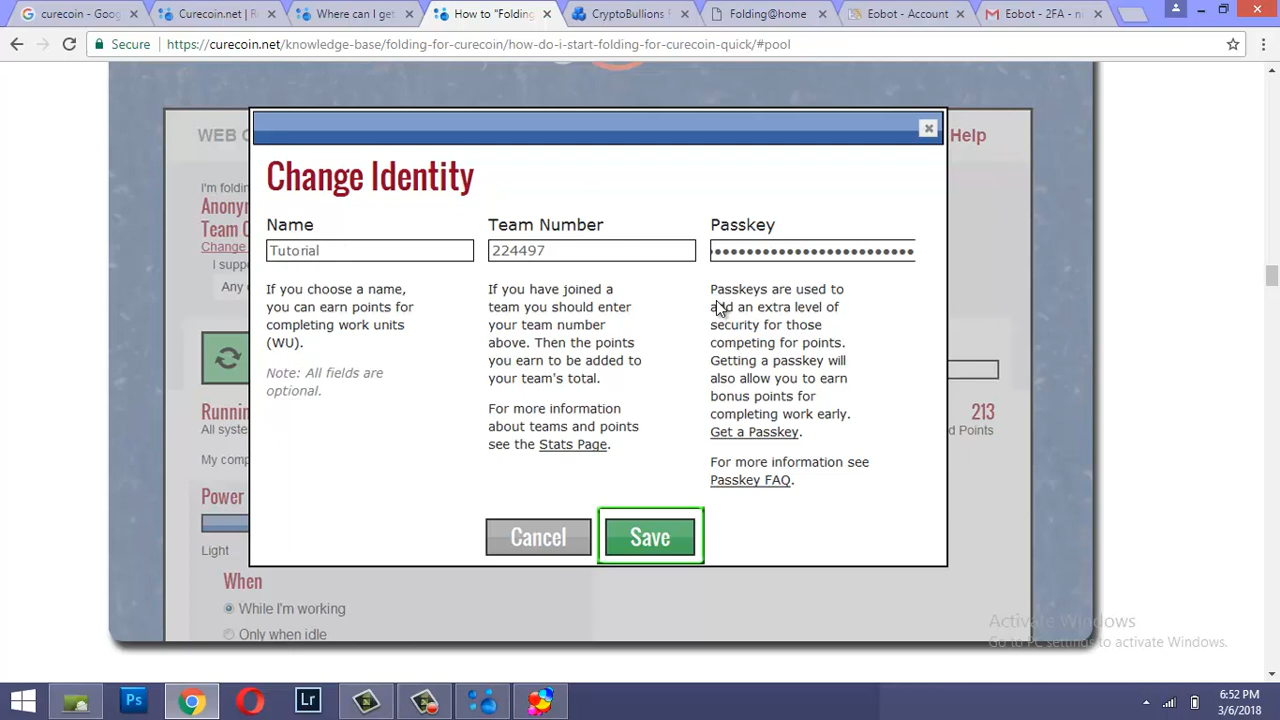 curecoin - Goog
Curecoin.net | R
Where can I get
How to "Folding
CryptoBullions F
Folding@home
Eobot - Account
Eobot - 2FA - n
Secure
https://curecoin.net/knowledge-base/folding-for-curecoin/how-do-i-start-folding-for-curecoin-quick/#pool
WEB C
Help
I'm foldin
Anony
Team C
Change
I supp
Any
Change Identity
Name
Team Number
Passkey
Tutorial
224497
If you choose a name,
you can earn points for
completing work units
(WU).
Note: All fields are
optional.
If you have joined a
team you should enter
your team number
above. Then the points
you earn to be added to
your team's total.
For more information
about teams and points
see the Stats Page.
Passkeys are used to
add an extra level of
security for those
competing for points.
Getting a passkey will
also allow you to earn
bonus points for
completing work early.
Get a Passkey.
For more information see
Passkey FAQ.
Runnin
All syste
213
d Points
My comp
Power
Light
Cancel
Save
When
While I'm working
Only when idle
Activate Windows
Go to PC settings to activate Windows.
Ps
Lr
6:52 PM
3/6/2018